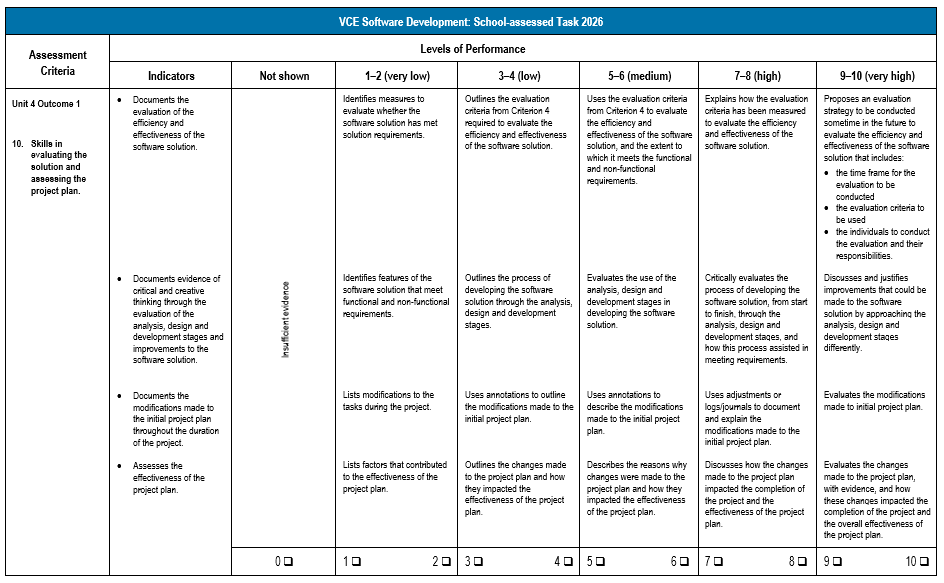 VCE Software Development: School-assessed Task 2026
Assessment
Criteria
Levels of Performance
Indicators
Not shown
1–2 (very low)
3–4 (low)
5–6 (medium)
7–8 (high)
9–10 (very high)
Unit 4 Outcome 1
10. Skills in
evaluating the
solution and
assessing the
project plan.
• Documents the
evaluation of the
efficiency and
effectiveness of the
software solution.
Insufficient evidence
Identifies measures to
evaluate whether the
software solution has met
solution requirements.
Outlines the evaluation
criteria from Criterion 4
required to evaluate the
efficiency and effectiveness
of the software solution.
Uses the evaluation criteria
from Criterion 4 to evaluate
the efficiency and
effectiveness of the software
solution, and the extent to
which it meets the functional
and non-functional
requirements.
Explains how the evaluation
criteria has been measured
to evaluate the efficiency
and effectiveness of the
software solution.
Proposes an evaluation
strategy to be conducted
sometime in the future to
evaluate the efficiency and
effectiveness of the software
solution that includes:
• the time frame for the
evaluation to be
conducted
• the evaluation criteria to
be used
• the individuals to conduct
the evaluation and their
responsibilities.
• Documents evidence of
critical and creative
thinking through the
evaluation of the
analysis, design and
development stages and
improvements to the
software solution.
Identifies features of the
software solution that meet
functional and non-functional
requirements.
Outlines the process of
developing the software
solution through the analysis,
design and development
stages.
Evaluates the use of the
analysis, design and
development stages in
developing the software
solution.
Critically evaluates the
process of developing the
software solution, from start
to finish, through the
analysis, design and
development stages, and
how this process assisted in
meeting requirements.
Discusses and justifies
improvements that could be
made to the software
solution by approaching the
analysis, design and
development stages
differently.
• Documents the
modifications made to
the initial project plan
throughout the duration
of the project.
Lists modifications to the
tasks during the project.
Uses annotations to outline
the modifications made to the
initial project plan.
Uses annotations to
describe the modifications
made to the initial project
plan.
Uses adjustments or
logs/journals to document
and explain the
modifications made to the
initial project plan.
Evaluates the modifications
made to initial project plan.
• Assesses the
effectiveness of the
project plan.
Lists factors that contributed
to the effectiveness of the
project plan.
Outlines the changes made
to the project plan and how
they impacted the
effectiveness of the project
plan.
Describes the reasons why
changes were made to the
project plan and how they
impacted the effectiveness
of the project plan.
Discusses how the changes
made to the project plan
impacted the completion of
the project and the
effectiveness of the project
plan.
Evaluates the changes
made to the project plan,
with evidence, and how
these changes impacted the
completion of the project and
the overall effectiveness of
the project plan.
0 ❑ 1 ❑ 2 ❑ 3 ❑ 4 ❑ 5 ❑ 6 ❑ 7 ❑ 8 ❑ 9 ❑ 10 ❑